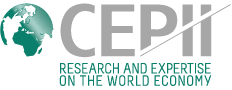 CEPII
RESEARCH AND EXPERTISE
ON THE WORLD ECONOMY